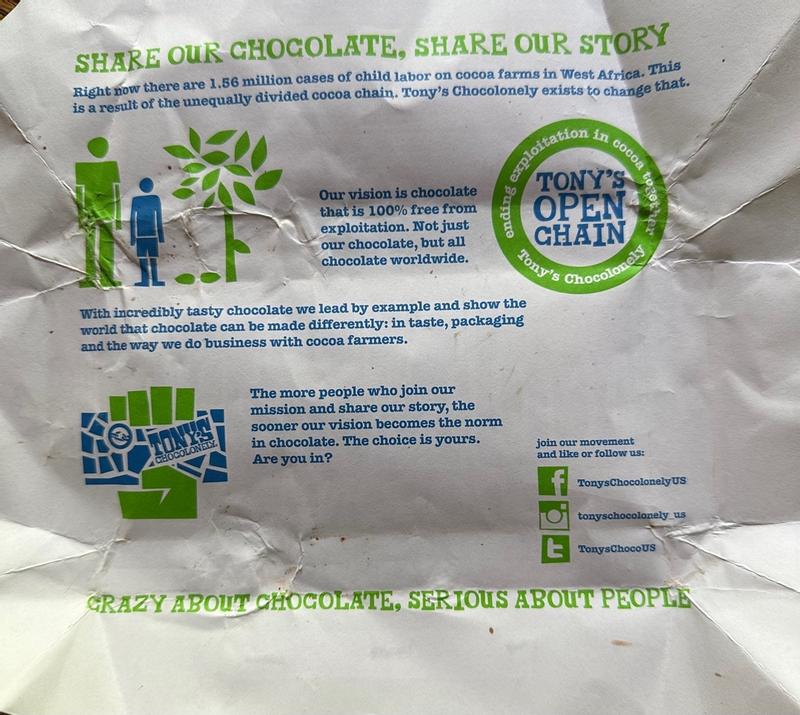 SHARE OUR CHOCOLATE, SHARE OUR STORY
Right now there are 1.56 million cases of child labor on cocoa farms in West Africa. This
is a result of the unequally divided cocoa chain. Tony's Chocolonely exists to change that.
Our vision is chocolate
that is 100% free from
exploitation. Not just
our chocolate, but all
chocolate worldwide.
ending exploitation in cocoa together
TONY'S
OPEN
CHAIN
Tony's Chocolonely
With incredibly tasty chocolate we lead by example and show the
world that chocolate can be made differently: in taste, packaging
and the way we do business with cocoa farmers.
TONY'S
CHOCOLONELY
The more people who join our
mission and share our story, the
sooner our vision becomes the norm
in chocolate. The choice is yours.
Are you in?
join our movement
and like or follow us:
TonysChocolonelyUS
tonyschocolonely_us
TonysChocoUS
CRAZY ABOUT CHOCOLATE, SERIOUS ABOUT PEOPLE